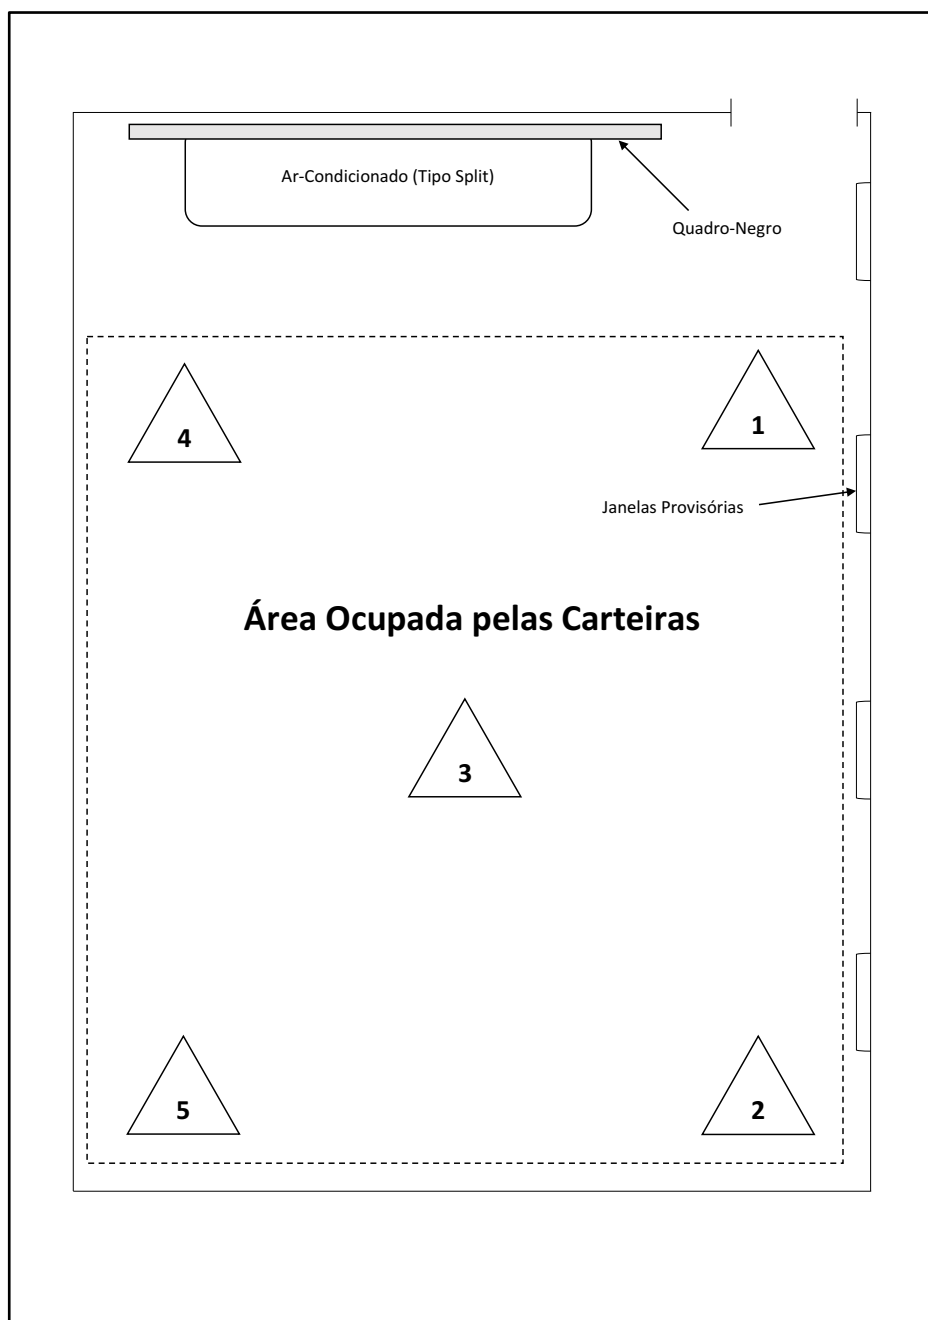 Ar-Condicionado (Tipo Split)
Quadro-Negro
4
1
Janelas Provisórias
Área Ocupada pelas Carteiras
3
5
2